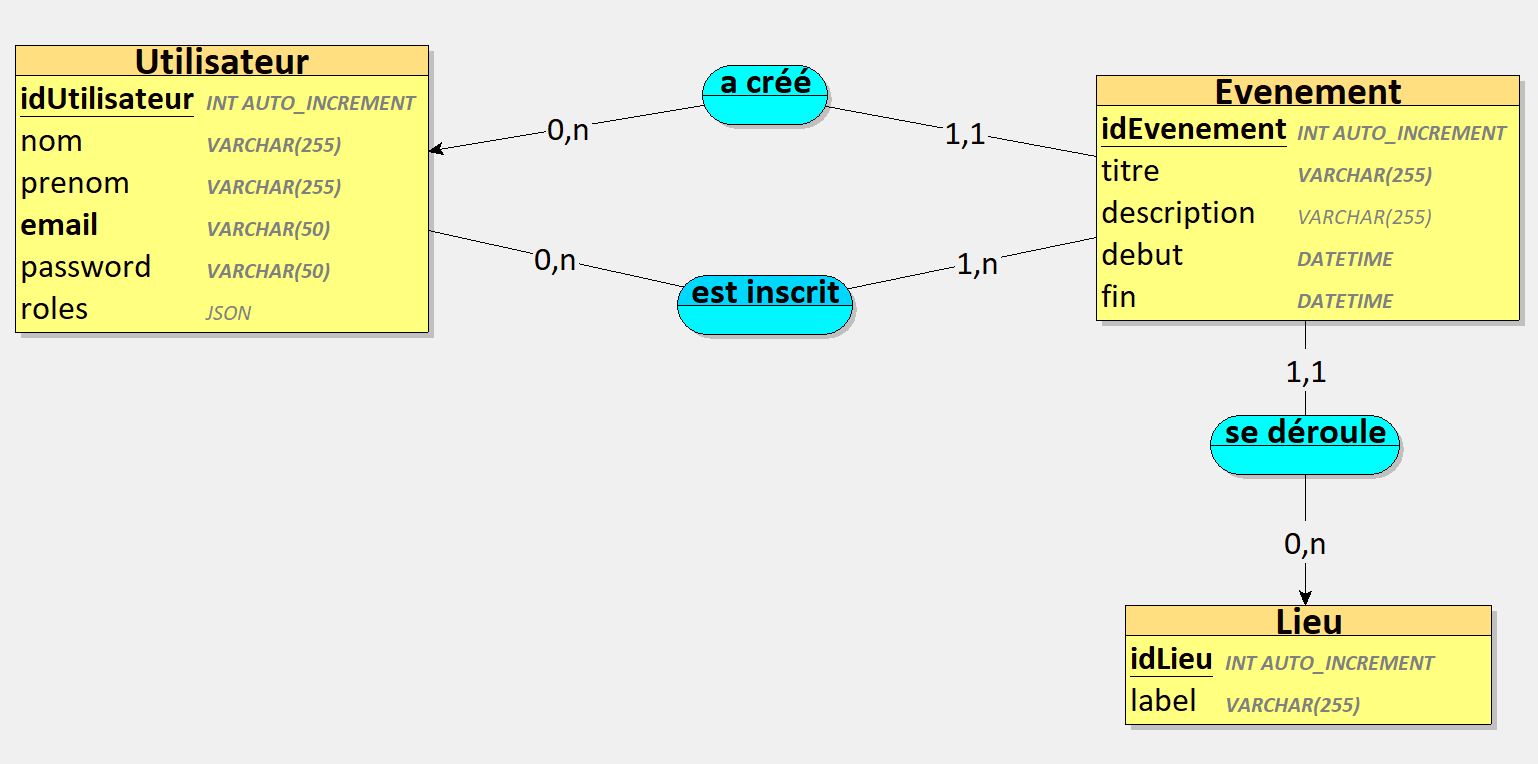 Utilisateur
idUtilisateur INT AUTO_INCREMENT
nom VARCHAR(255)
prenom VARCHAR(255)
email VARCHAR(50)
password VARCHAR(50)
roles JSON
a créé
0,n
1,1
est inscrit
0,n
1,n
Evenement
idEvenement INT AUTO_INCREMENT
titre VARCHAR(255)
description VARCHAR(255)
debut DATETIME
fin DATETIME
1,1
se déroule
0,n
Lieu
idLieu INT AUTO_INCREMENT
label VARCHAR(255)